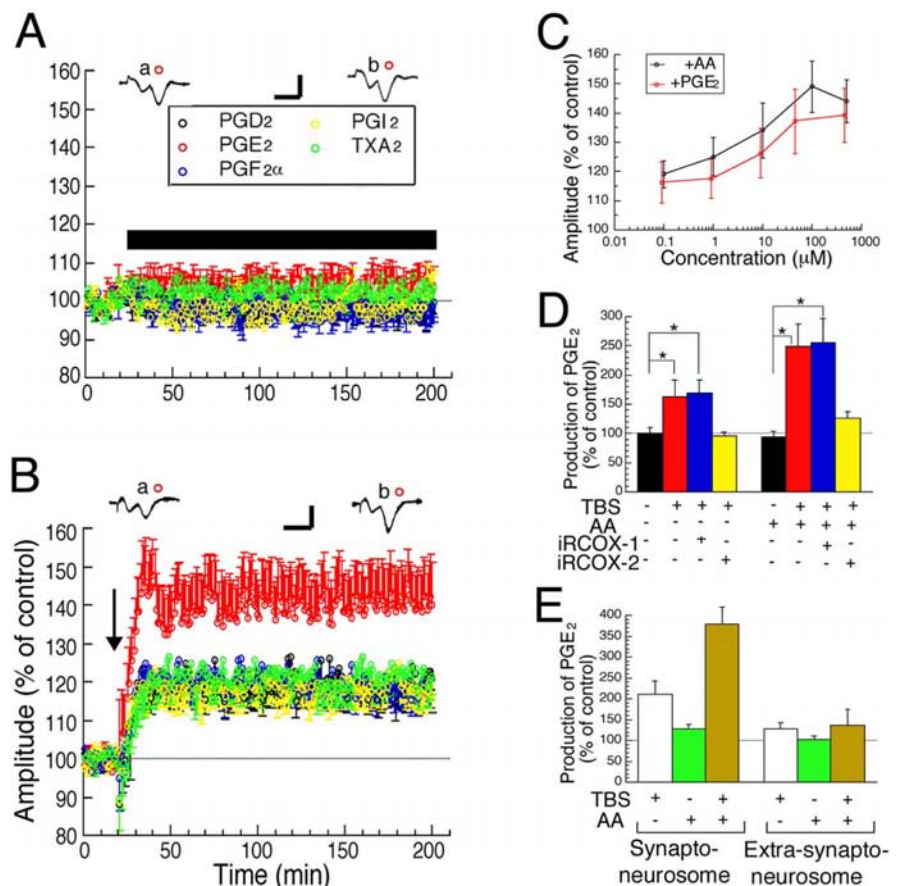 A
160
150
140
130
120
110
100
90
80
0 50 100 150 200
a
b
PGD2 PGI2
PGE2 TXA2
PGF2α
B
a
b
Amplitude (% of control)
160
150
140
130
120
110
100
90
80
0 50 100 150 200
Time (min)
C
Amplitude (% of control)
160
150
140
130
120
110
100
+AA
+PGE2
0.01 0.1 1 10 100 1000
Concentration (μM)
D
Production of PGE2
(% of control)
300
250
200
150
100
50
0
* * * *
TBS - + + + - + + +
AA - - - - + + + +
iRCOX-1 - - + - - - + -
iRCOX-2 - - - + - - - +
E
Production of PGE2
(% of control)
400
350
300
250
200
150
100
50
0
TBS + - + + - +
AA - + + - + +
Synapto-
neurosome
Extra-synapto-
neurosome